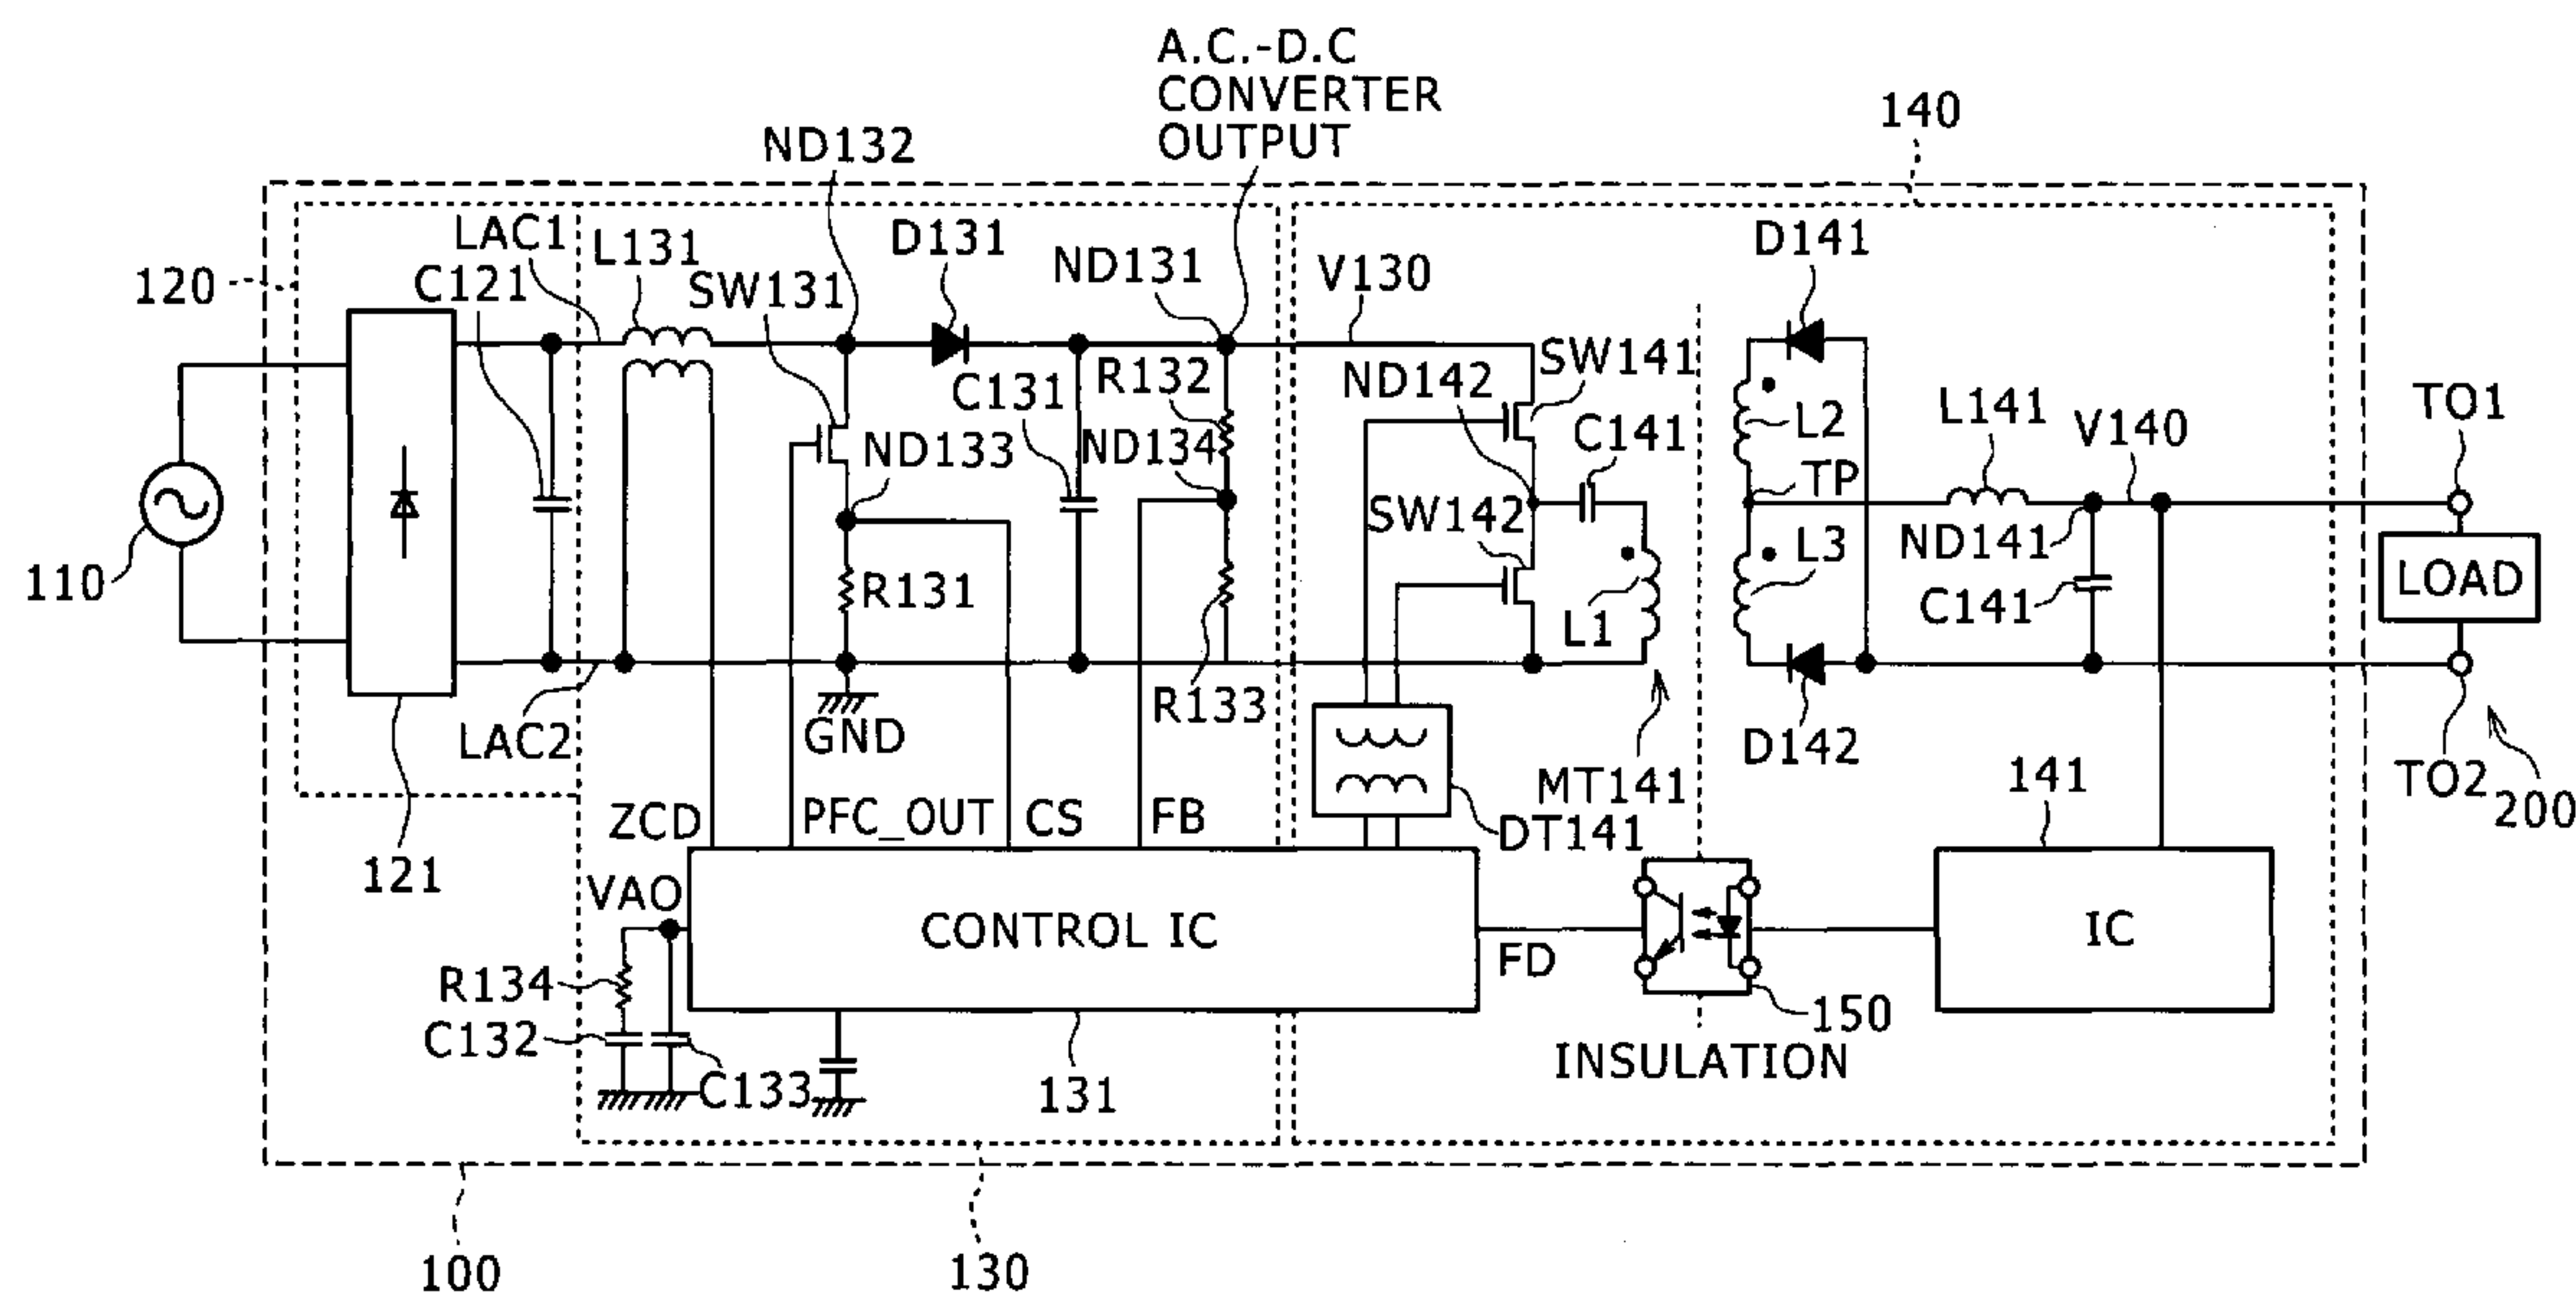 A.C.-D.C
CONVERTER
OUTPUT
140
ND132
LAC1
L131
D131
ND131
V130
D141
120
C121
SW131
SW141
TO1
C131
R132
ND142
C141
L2
L141
V140
ND133
ND134
TP
SW142
ND141
L3
110
R131
L1
C141
LOAD
R133
LAC2
GND
MT141
D142
141
TO2
200
ZCD
PFC_OUT
CS
FB
DT141
121
VAO
CONTROL IC
FD
IC
R134
150
C132
C133
131
INSULATION
100
130